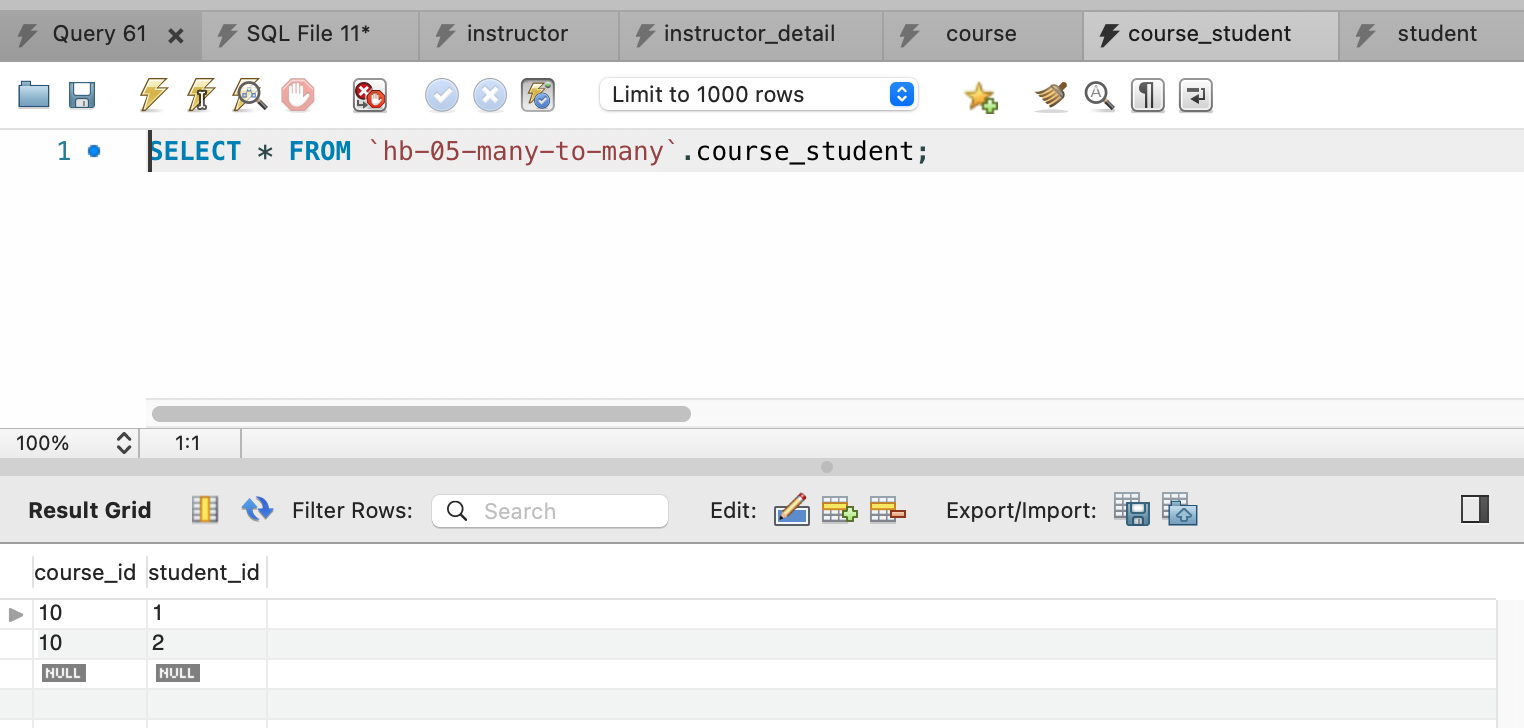 Query 61 SQL File 11* instructor instructor_detail course course_student student
Limit to 1000 rows
1 SELECT * FROM `hb-05-many-to-many`.course_student;
100% 1:1
Result Grid Filter Rows: Search Edit: Export/Import:
course_id student_id
10 1
10 2
NULL NULL